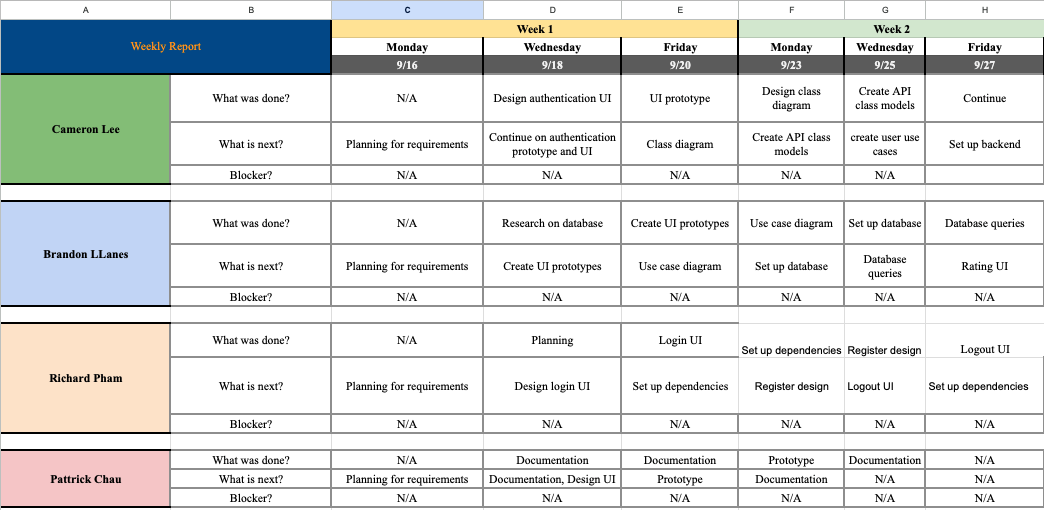 A B C D E F G H
Weekly Report Week 1 Week 2
Monday Wednesday Friday Monday Wednesday Friday
9/16 9/18 9/20 9/23 9/25 9/27
Cameron Lee
What was done? N/A Design authentication UI UI prototype Design class diagram Create API class models Continue
What is next? Planning for requirements Continue on authentication prototype and UI Class diagram Create API class models create user use cases Set up backend
Blocker? N/A N/A N/A N/A N/A
Brandon LLanes
What was done? N/A Research on database Create UI prototypes Use case diagram Set up database Database queries
What is next? Planning for requirements Create UI prototypes Use case diagram Set up database Database queries Rating UI
Blocker? N/A N/A N/A N/A N/A N/A
Richard Pham
What was done? N/A Planning Login UI Set up dependencies Register design Logout UI
What is next? Planning for requirements Design login UI Set up dependencies Register design Logout UI Set up dependencies
Blocker? N/A N/A N/A N/A N/A N/A
Pattrick Chau
What was done? N/A Documentation Documentation Prototype Documentation N/A
What is next? Planning for requirements Documentation, Design UI Prototype Documentation N/A N/A
Blocker? N/A N/A N/A N/A N/A N/A